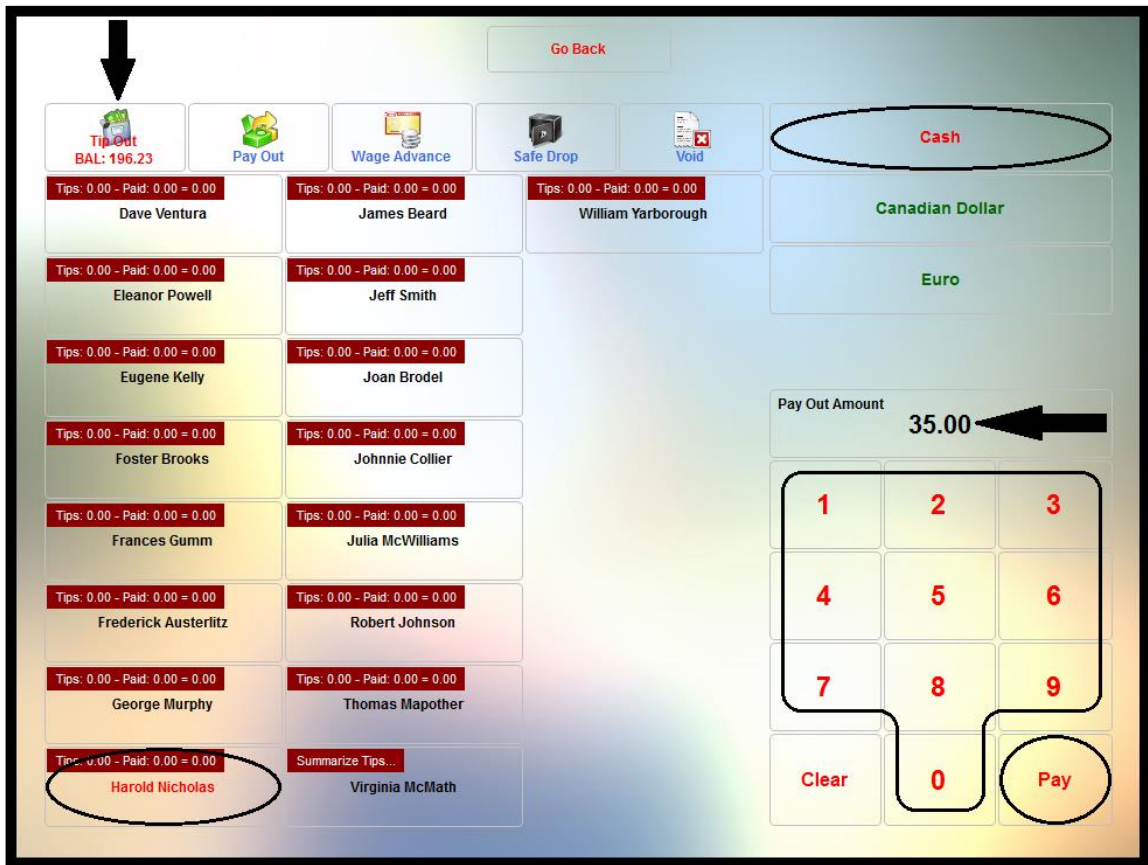 Go Back
Tip Out
BAL: 196.23
Pay Out
Wage Advance
Safe Drop
Void
Cash
Tips: 0.00 - Paid: 0.00 = 0.00
Dave Ventura
Tips: 0.00 - Paid: 0.00 = 0.00
James Beard
Tips: 0.00 - Paid: 0.00 = 0.00
William Yarborough
Canadian Dollar
Tips: 0.00 - Paid: 0.00 = 0.00
Eleanor Powell
Tips: 0.00 - Paid: 0.00 = 0.00
Jeff Smith
Euro
Tips: 0.00 - Paid: 0.00 = 0.00
Eugene Kelly
Tips: 0.00 - Paid: 0.00 = 0.00
Joan Brodel
Tips: 0.00 - Paid: 0.00 = 0.00
Foster Brooks
Tips: 0.00 - Paid: 0.00 = 0.00
Johnnie Collier
Tips: 0.00 - Paid: 0.00 = 0.00
Frances Gumm
Tips: 0.00 - Paid: 0.00 = 0.00
Julia McWilliams
Tips: 0.00 - Paid: 0.00 = 0.00
Frederick Austerlitz
Tips: 0.00 - Paid: 0.00 = 0.00
Robert Johnson
Tips: 0.00 - Paid: 0.00 = 0.00
George Murphy
Tips: 0.00 - Paid: 0.00 = 0.00
Thomas Mapother
Tips: 0.00 - Paid: 0.00 = 0.00
Harold Nicholas
Summarize Tips...
Virginia McMath
Pay Out Amount
35.00
1 2 3
4 5 6
7 8 9
Clear 0 Pay